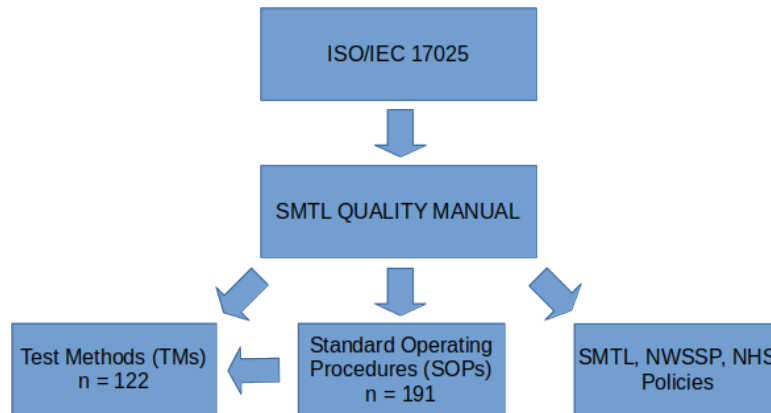 ISO/IEC 17025
SMTL QUALITY MANUAL
Test Methods (TMs)
n = 122
Standard Operating
Procedures (SOPs)
n = 191
SMTL, NWSSP, NHS
Policies